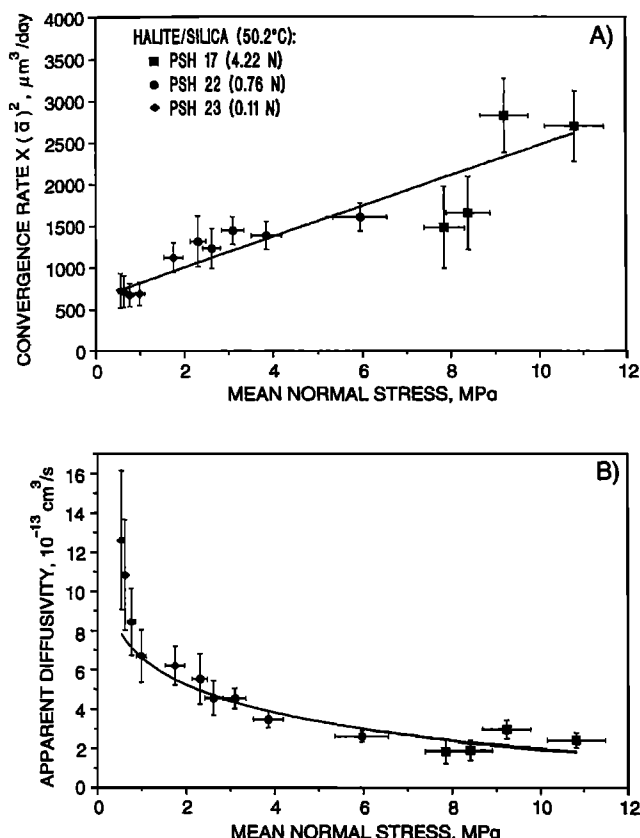 A)
HALITE/SILICA (50.2°C):
■ PSH 17 (4.22 N)
● PSH 22 (0.76 N)
◆ PSH 23 (0.11 N)
CONVERGENCE RATE X (a̅)², μm³/day
4000
3500
3000
2500
2000
1500
1000
500
0
0 2 4 6 8 10 12
MEAN NORMAL STRESS, MPa
B)
APPARENT DIFFUSIVITY, 10⁻¹³ cm³/s
16
14
12
10
8
6
4
2
0
0 2 4 6 8 10 12
MEAN NORMAL STRESS, MPa